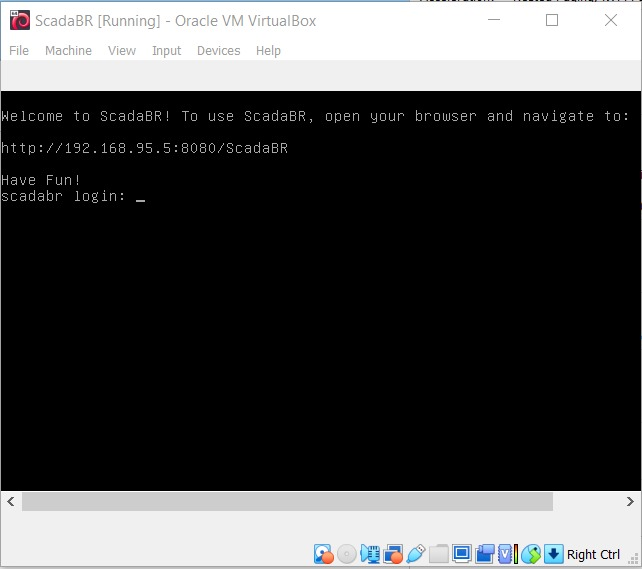 ScadaBR [Running] - Oracle VM VirtualBox
File Machine View Input Devices Help
Welcome to ScadaBR! To use ScadaBR, open your browser and navigate to:
http://192.168.95.5:8080/ScadaBR
Have Fun!
scadabr login: _
Right Ctrl